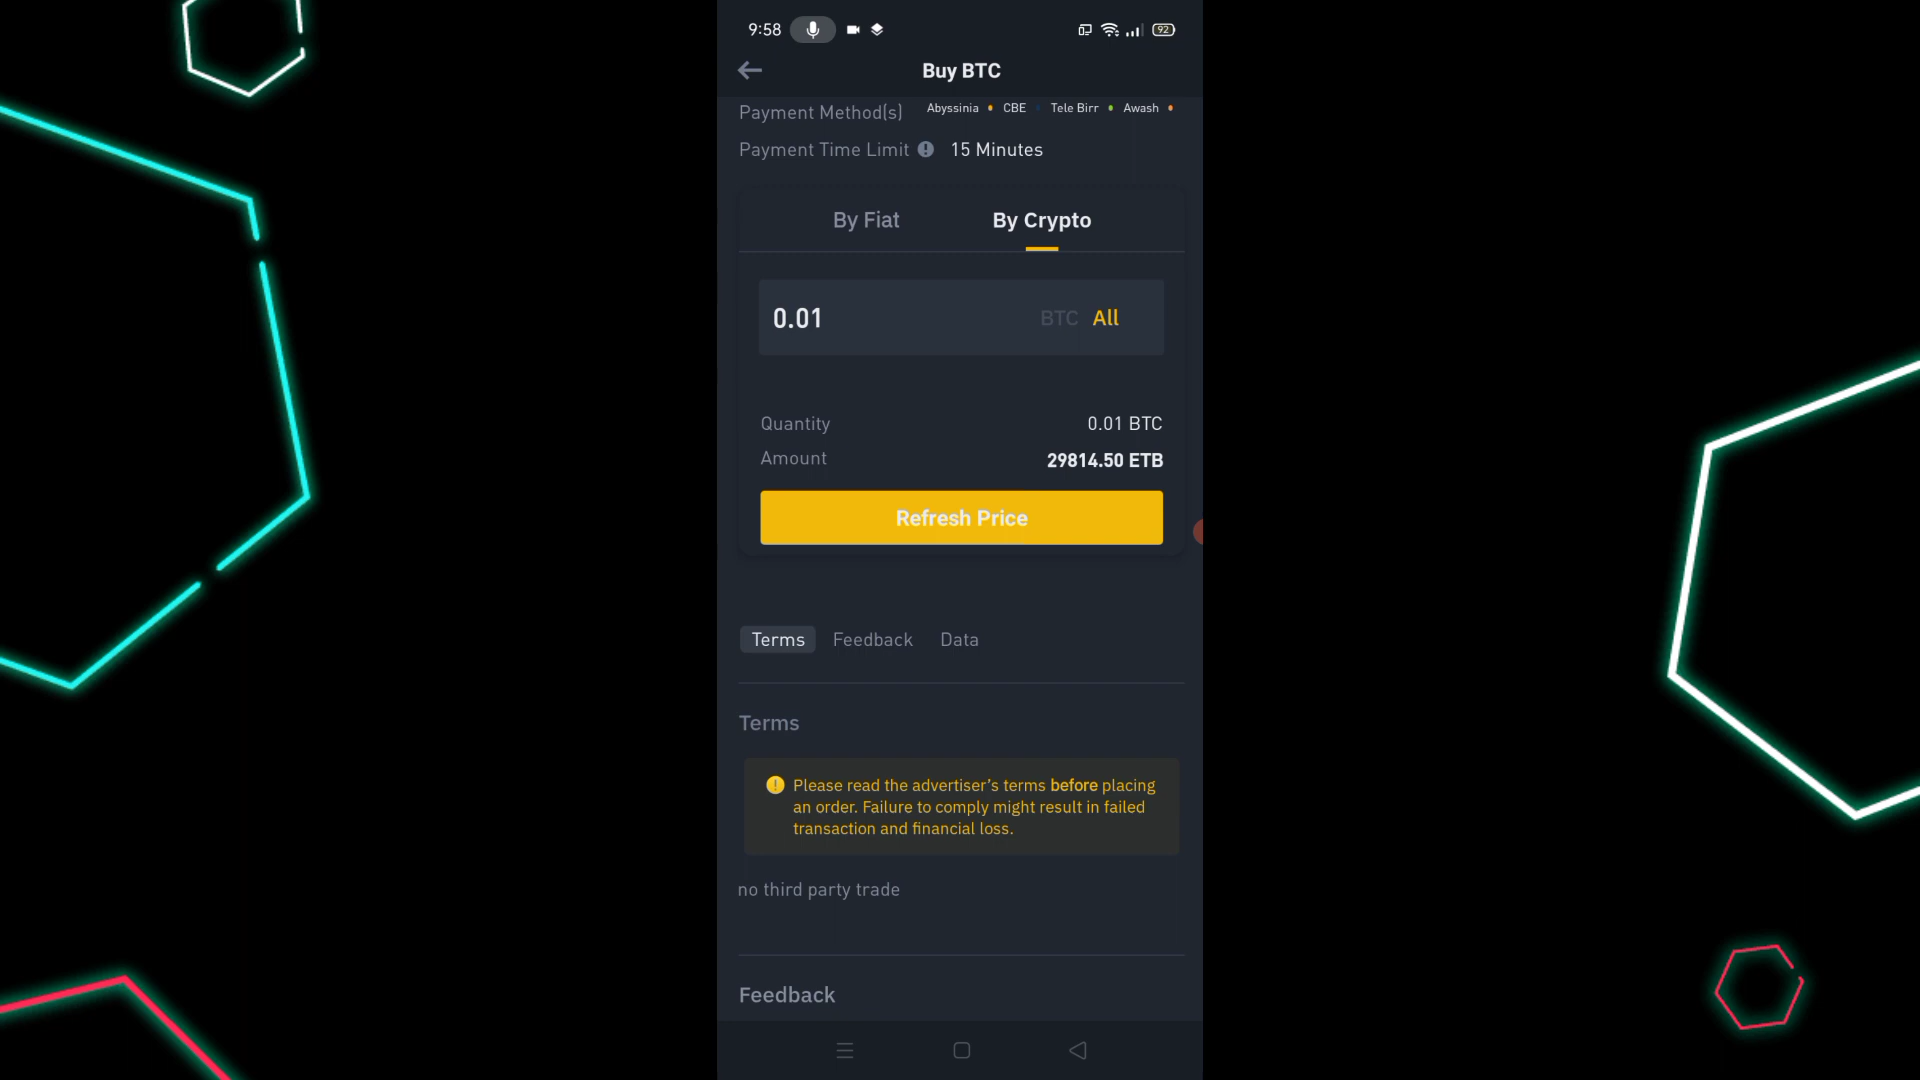 9:58
92
Buy BTC
Payment Method(s) Abyssinia CBE Tele Birr Awash
Payment Time Limit 15 Minutes
By Fiat By Crypto
0.01 BTC All
Quantity 0.01 BTC
Amount 29814.50 ETB
Refresh Price
Terms Feedback Data
Terms
Please read the advertiser's terms before placing
an order. Failure to comply might result in failed
transaction and financial loss.
no third party trade
Feedback